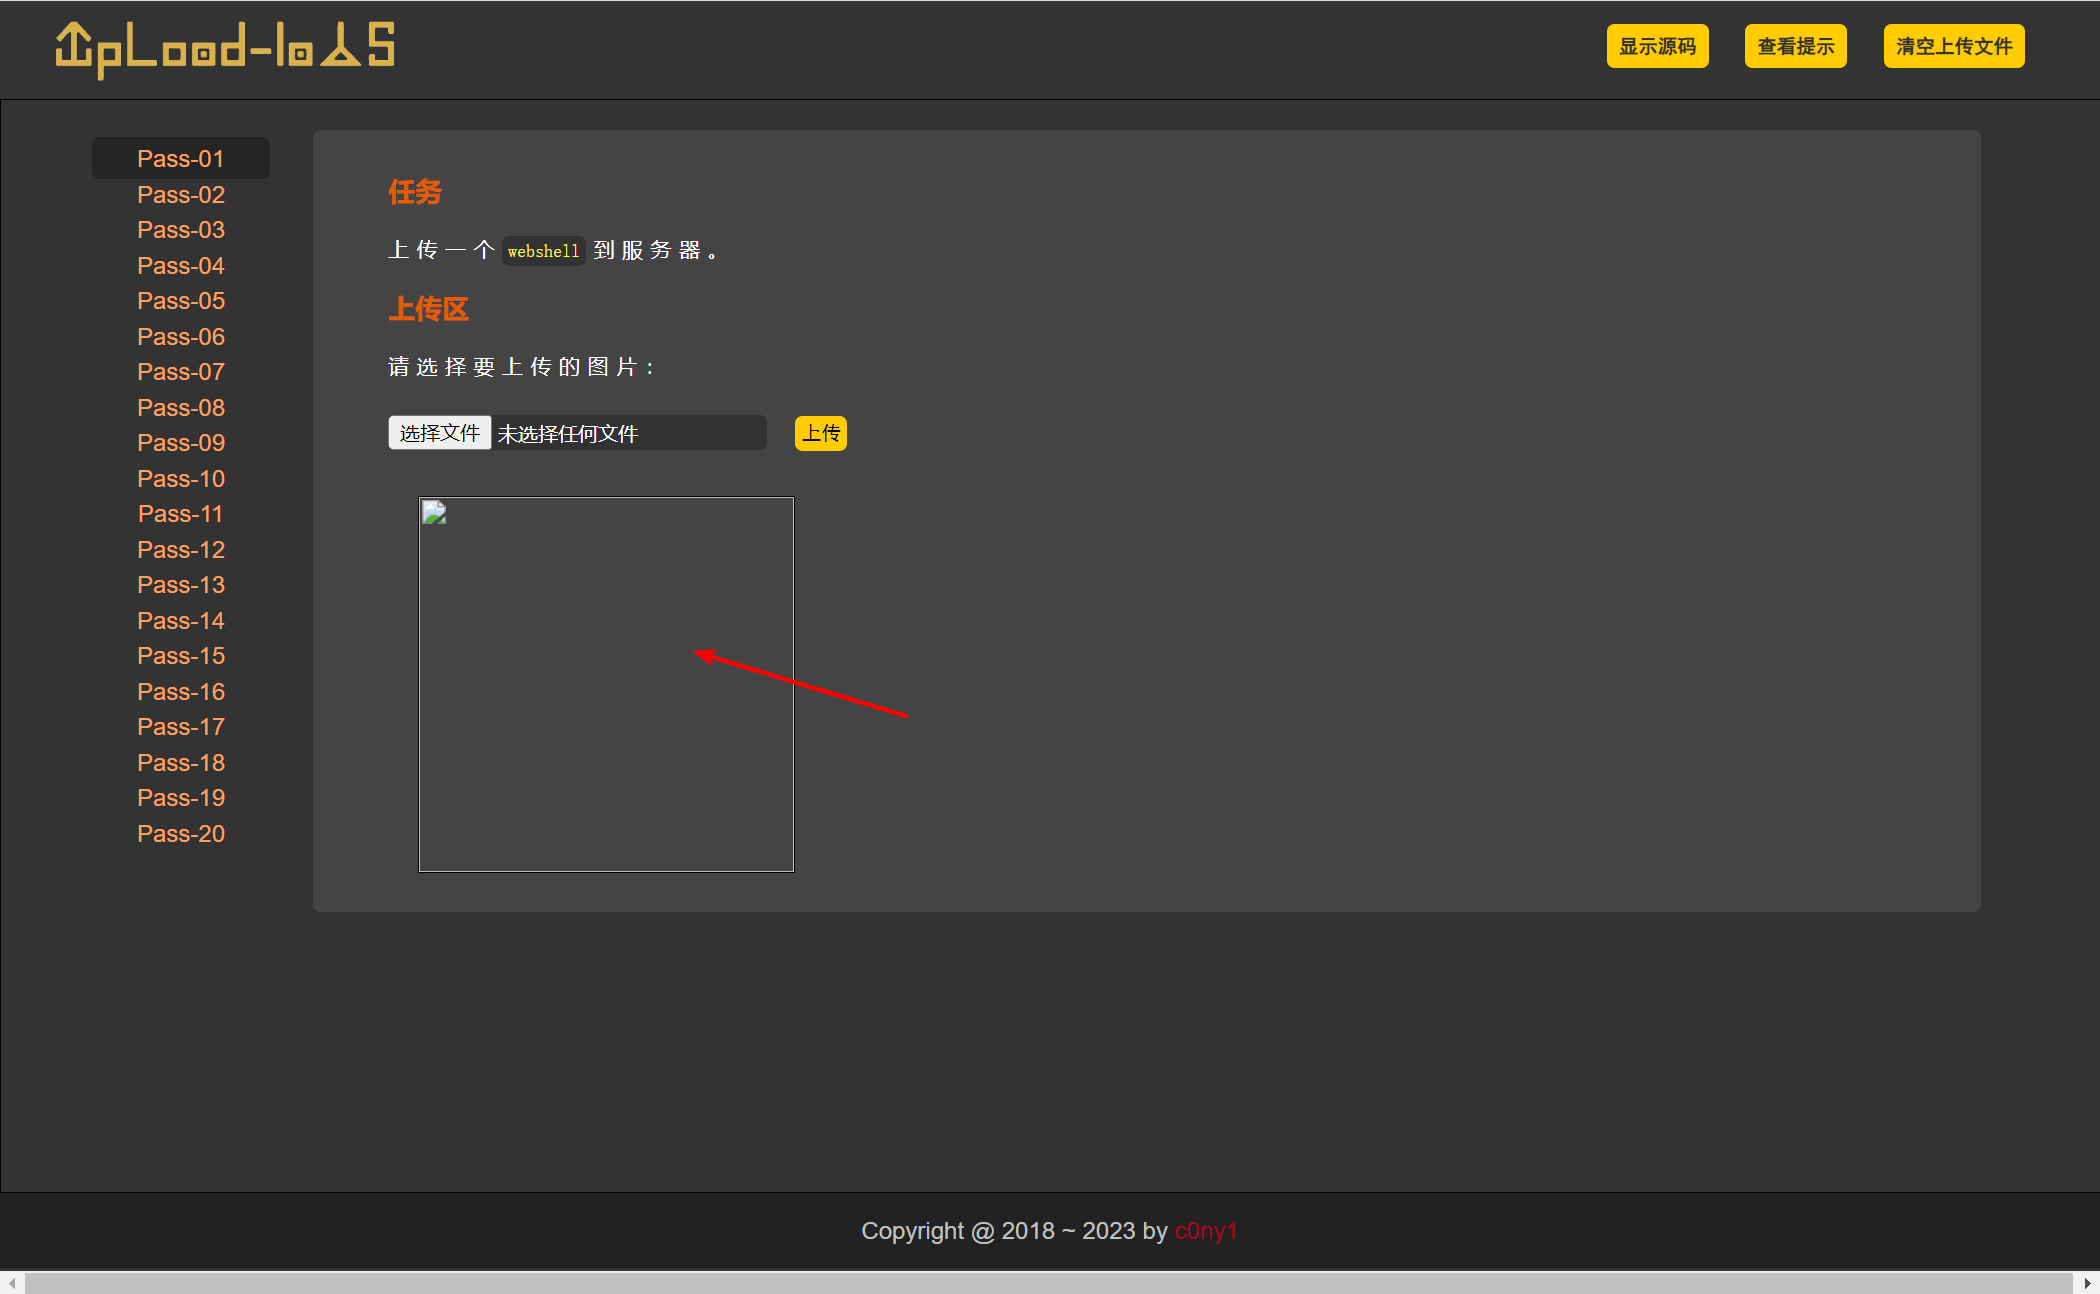 UpLoad-labs
显示源码
查看提示
清空上传文件
Pass-01
Pass-02
Pass-03
Pass-04
Pass-05
Pass-06
Pass-07
Pass-08
Pass-09
Pass-10
Pass-11
Pass-12
Pass-13
Pass-14
Pass-15
Pass-16
Pass-17
Pass-18
Pass-19
Pass-20
任务
上传一个 webshell 到服务器。
上传区
请选择要上传的图片：
选择文件 未选择任何文件 上传
Copyright @ 2018 ~ 2023 by c0ny1